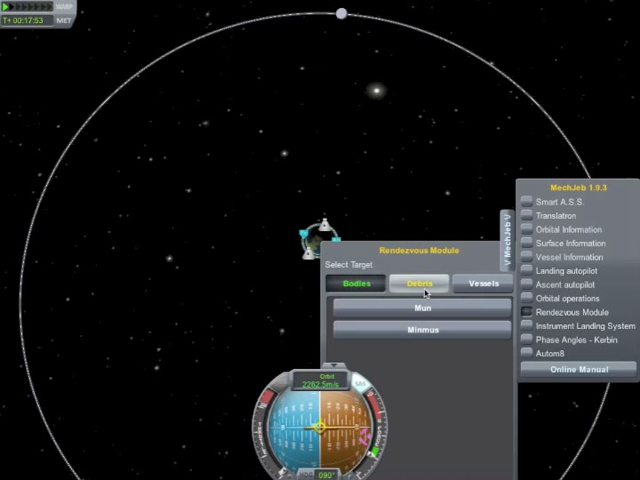 WARP
T+ 00:17:53 MET
MechJeb 1.9.3
Smart A.S.S.
Translatron
Orbital Information
Surface Information
Vessel Information
Landing autopilot
Ascent autopilot
Orbital operations
Rendezvous Module
Instrument Landing System
Phase Angles - Kerbin
Autom8
Online Manual
V MechJeb V
Rendezvous Module
Select Target
Bodies Debris Vessels
Mun
Minmus
Orbit
2262.5m/s
SAS
090°